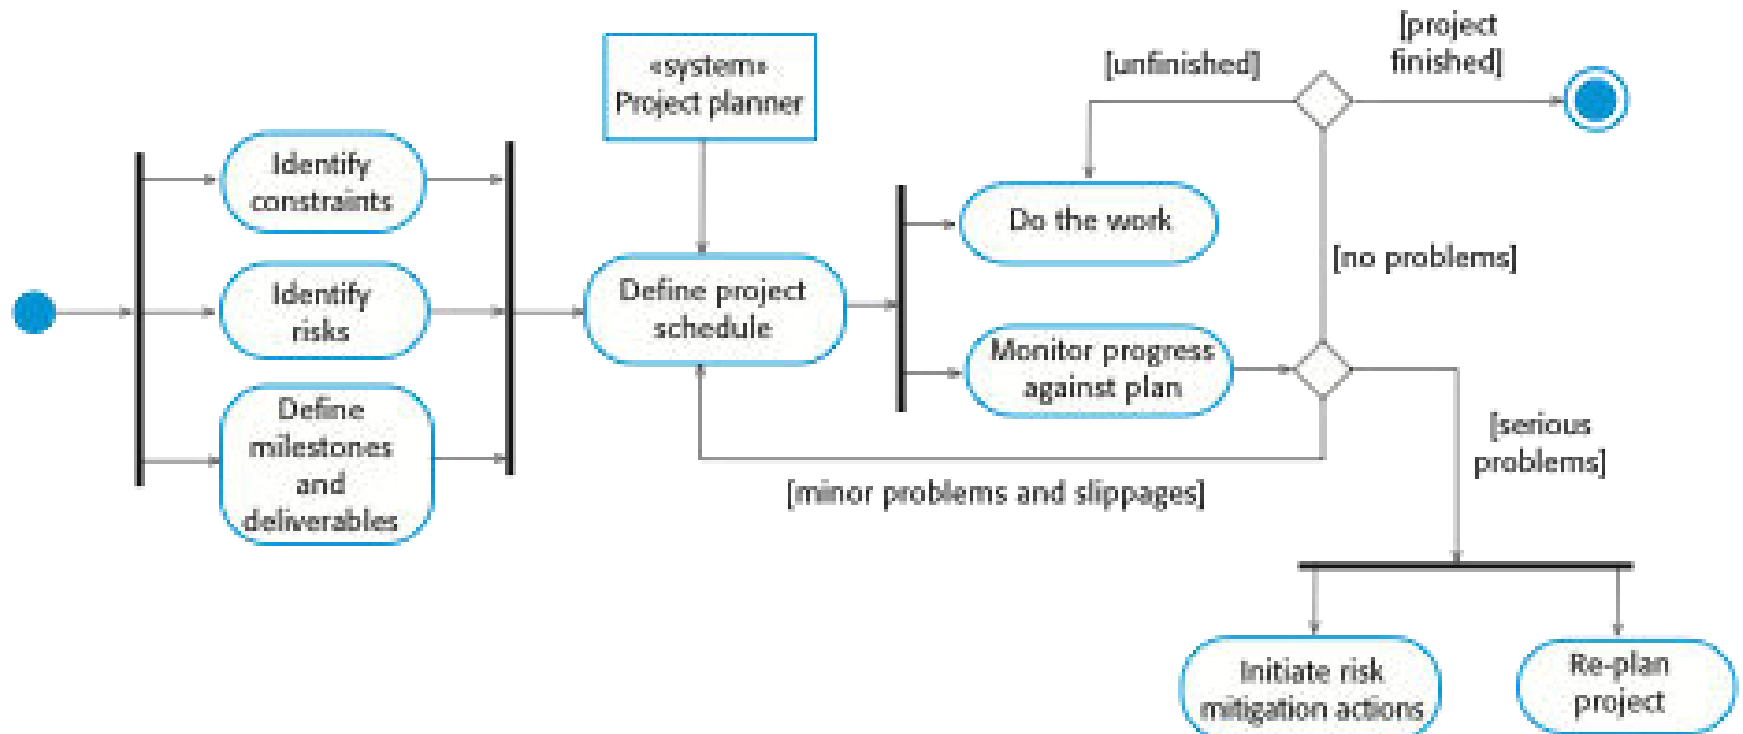 Identify
constraints
Identify
risks
Define
milestones
and
deliverables
«system»
Project planner
Define project
schedule
[unfinished]
[project
finished]
Do the work
[no problems]
Monitor progress
against plan
[minor problems and slippages]
[serious
problems]
Initiate risk
mitigation actions
Re-plan
project